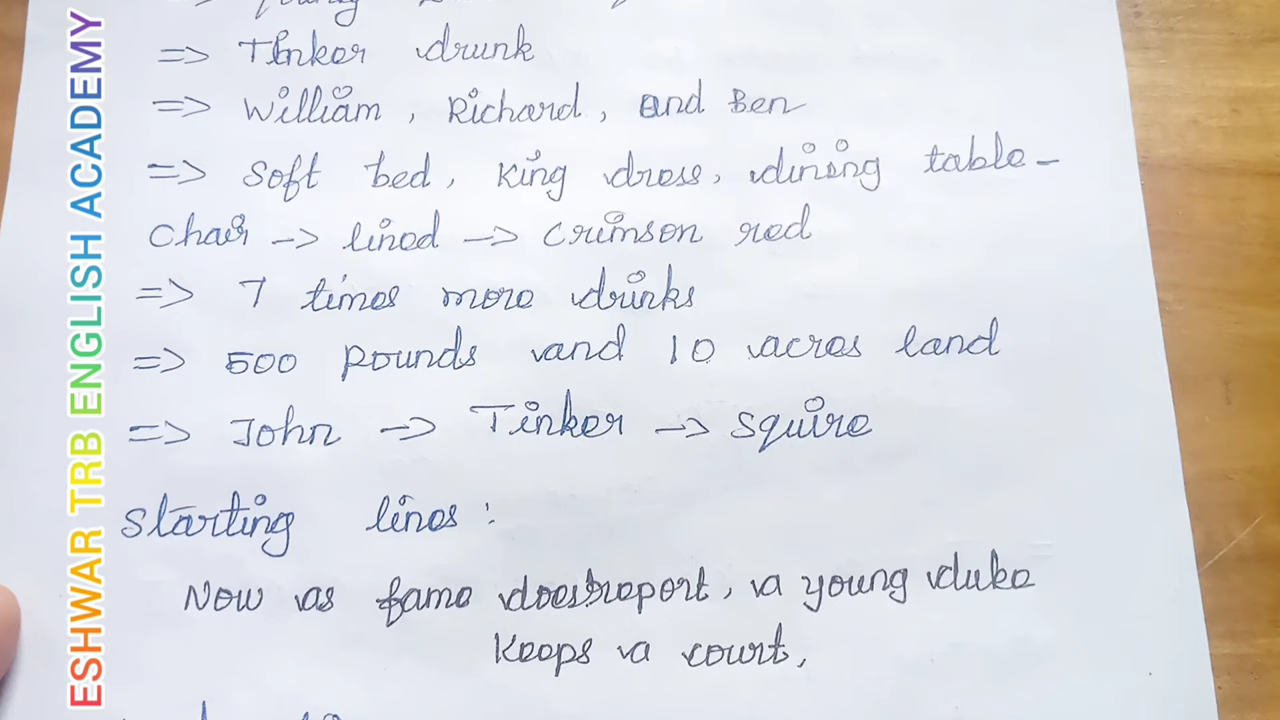 => Tinker drunk
=> William, Richard, and Ben
=> Soft bed, King dress, dining table-
Chair -> lined -> crimson red
=> 7 times more drinks
=> 500 pounds and 10 acres land
=> John -> Tinker -> squire
Starting lines:
Now as fame does report, a young duke
Keeps a court,
ESHWAR TRB ENGLISH ACADEMY